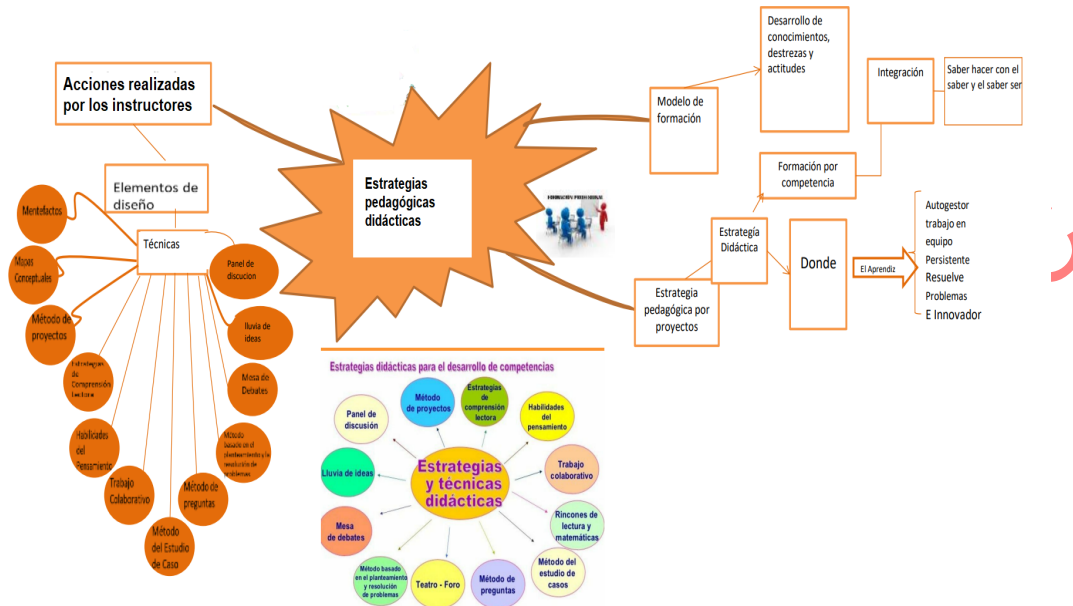 Acciones realizadas
por los instructores
Elementos de
diseño
Técnicas
Mentefactos
Mapas
Conceptuales
Método de
proyectos
Estrategias
de
Comprensión
Lectora
Habilidades
del
Pensamiento
Trabajo
Colaborativo
Método
del Estudio
de Caso
Método de
preguntas
Método
basado en el
planteamiento y la
resolución de
problemas
Mesa de
Debates
lluvia de
ideas
Panel de
discucion
Estrategias
pedagógicas
didácticas
FORMACIÓN PROFESIONAL
Modelo de
formación
Desarrollo de
conocimientos,
destrezas y
actitudes
Integración
Saber hacer con el
saber y el saber ser
Formación por
competencia
Estrategía
Didáctica
Estrategia
pedagógica por
proyectos
Donde
El Aprendiz
Autogestor
trabajo en
equipo
Persistente
Resuelve
Problemas
E Innovador
Estrategias didácticas para el desarrollo de competencias
Estrategias
y técnicas
didácticas
Panel de
discusión
Método
de proyectos
Estrategias
de
comprensión
lectora
Habilidades
del
pensamiento
Trabajo
colaborativo
Rincones de
lectura y
matemáticas
Método del
estudio de
casos
Método de
preguntas
Teatro - Foro
Método basado
en el planteamiento
y resolución
de problemas
Mesa
de debates
Lluvia de ideas